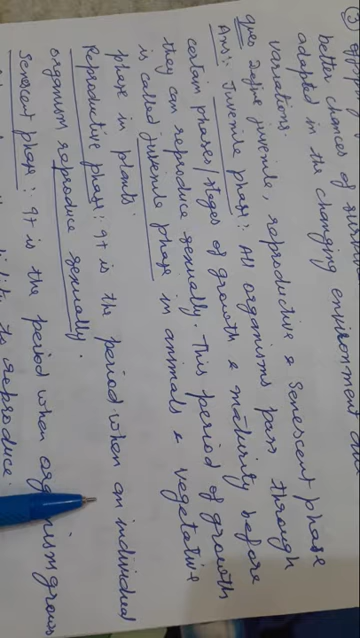 better chances of
adapted in the changing environment
variations.
Ques Define juvenile, reproductive & Senescent phase
Ans:. Juvenile phase: All organisms pass through
certain phases/stages of growth & maturity before
they can reproduce sexually. This period of growth
is called juvenile phase in animals & vegetative
phase in plants.
Reproductive phase: It is the period when an individual
organism reproduce sexually.
Senescent phase: It is the period when organism grows
to reproduce